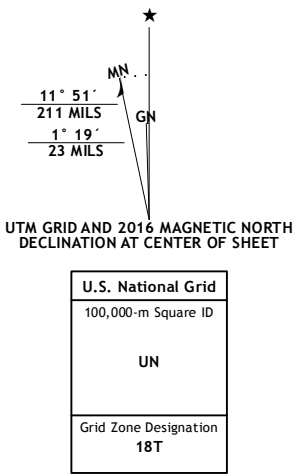 MN
11° 51´
211 MILS
GN
1° 19´
23 MILS
UTM GRID AND 2016 MAGNETIC NORTH
DECLINATION AT CENTER OF SHEET
U.S. National Grid
100,000-m Square ID
UN
Grid Zone Designation
18T